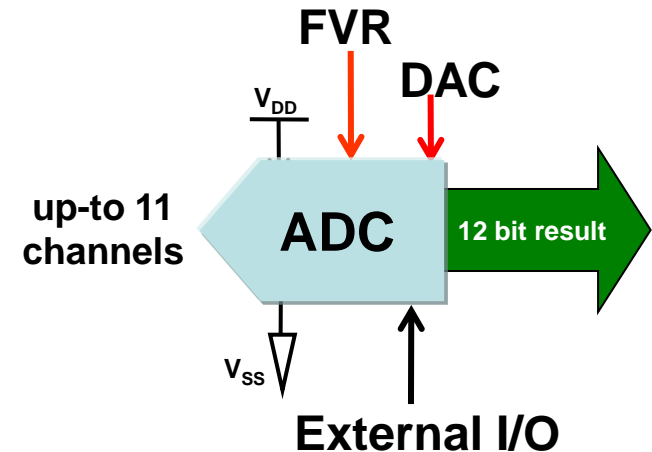 FVR
DAC
VDD
up-to 11
channels
ADC
12 bit result
VSS
External I/O